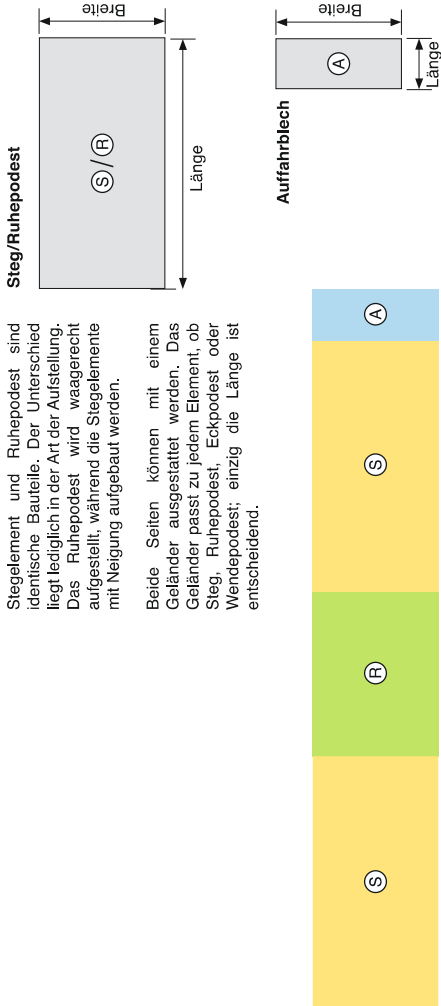 Stegelement und Ruhepodest sind
identische Bauteile. Der Unterschied
liegt lediglich in der Art der Aufstellung.
Das Ruhepodest wird waagerecht
aufgestellt, während die Stegelemente
mit Neigung aufgebaut werden.
Beide Seiten können mit einem
Geländer ausgestattet werden. Das
Geländer passt zu jedem Element, ob
Steg, Ruhepodest, Eckpodest oder
Wendepodest; einzig die Länge ist
entscheidend.
Steg/Ruhepodest
S / R
Breite
Länge
Auffahrblech
A
Breite
Länge
S
R
S
A